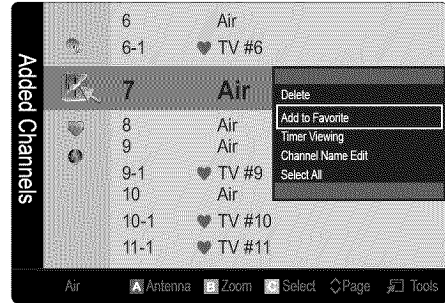 Added Channels
6 Air
6-1 ♥ TV #6
7 Air
8 Air
9 Air
9-1 ♥ TV #9
10 Air
10-1 ♥ TV #10
11-1 ♥ TV #11
Delete
Add to Favorite
Timer Viewing
Channel Name Edit
Select All
Air A Antenna B Zoom C Select Page Tools